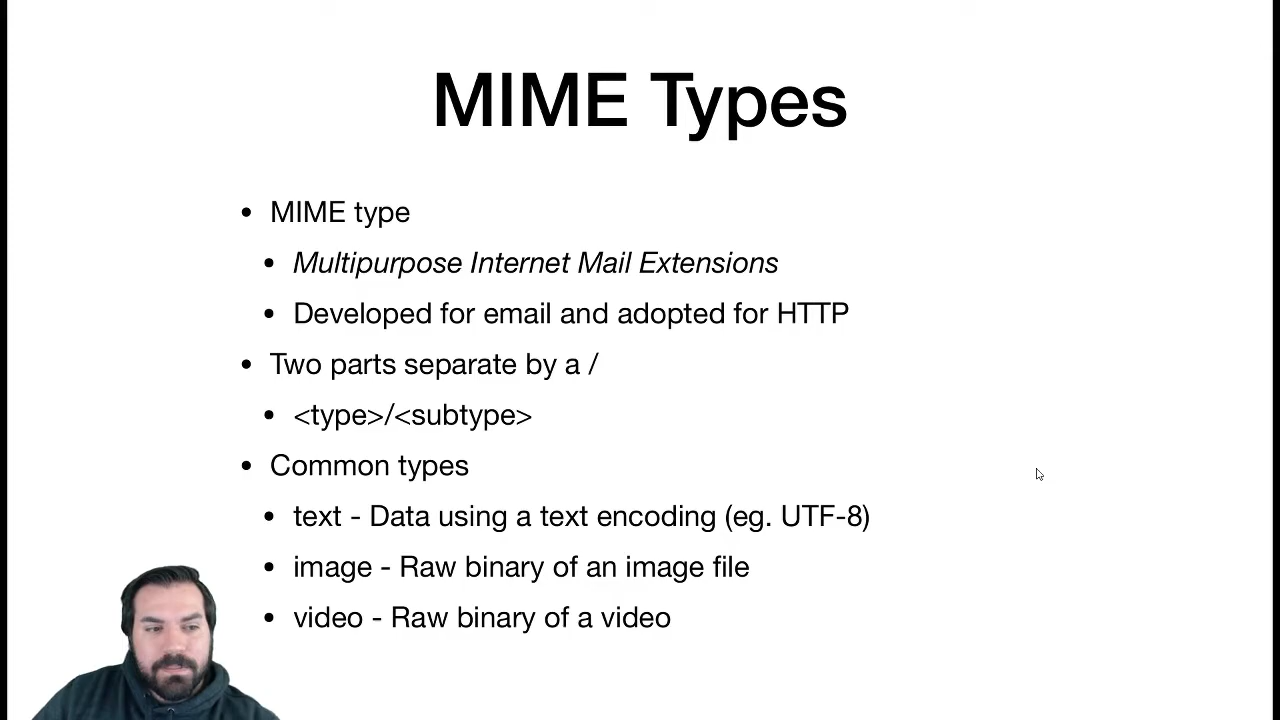 MIME Types
• MIME type
• Multipurpose Internet Mail Extensions
• Developed for email and adopted for HTTP
• Two parts separate by a /
• <type>/<subtype>
• Common types
• text - Data using a text encoding (eg. UTF-8)
• image - Raw binary of an image file
• video - Raw binary of a video